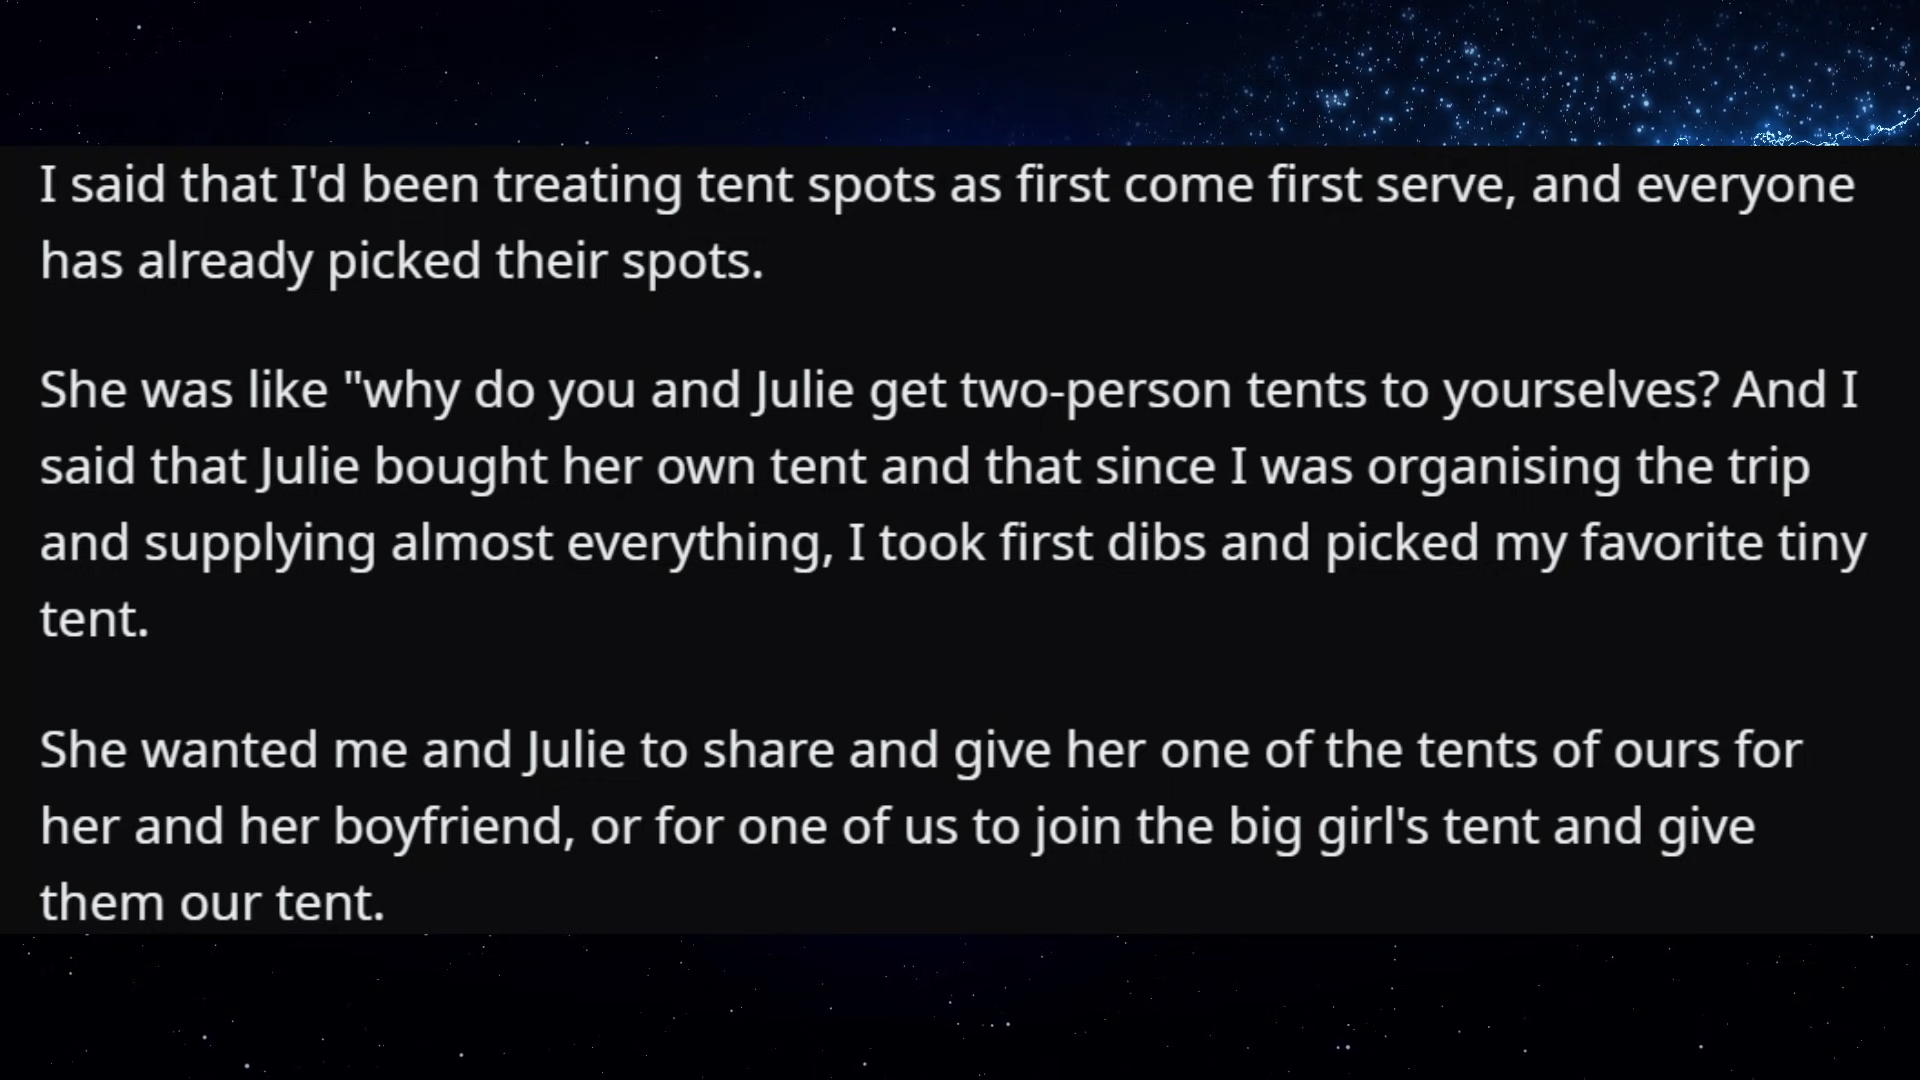 I said that I'd been treating tent spots as first come first serve, and everyone
has already picked their spots.
She was like "why do you and Julie get two-person tents to yourselves? And I
said that Julie bought her own tent and that since I was organising the trip
and supplying almost everything, I took first dibs and picked my favorite tiny
tent.
She wanted me and Julie to share and give her one of the tents of ours for
her and her boyfriend, or for one of us to join the big girl's tent and give
them our tent.